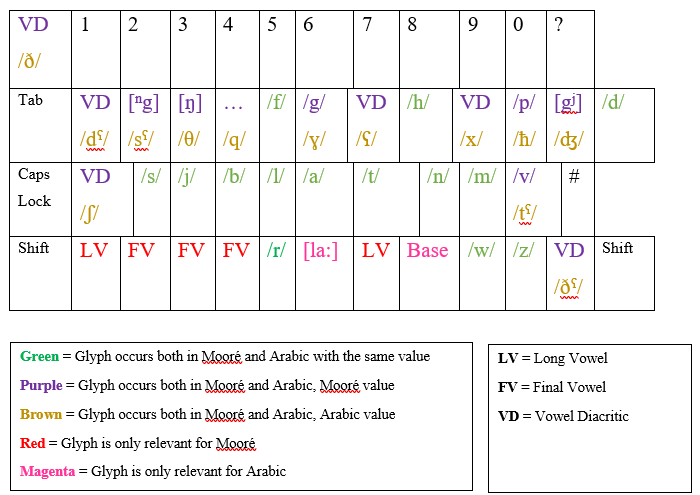 VD 1 2 3 4 5 6 7 8 9 0 ?
/ð/
Tab VD [ⁿg] [ŋ] … /f/ /g/ VD /h/ VD /p/ [gʲ] /d/
/dˤ/ /sˤ/ /θ/ /q/ /ɣ/ /ʕ/ /x/ /ħ/ /ʤ/
Caps VD /s/ /j/ /b/ /l/ /a/ /t/ /n/ /m/ /v/ #
Lock
/ʃ/ /tˤ/
Shift LV FV FV FV /r/ [la:] LV Base /w/ /z/ VD Shift
/ðˤ/
Green = Glyph occurs both in Mooré and Arabic with the same value
Purple = Glyph occurs both in Mooré and Arabic, Mooré value
Brown = Glyph occurs both in Mooré and Arabic, Arabic value
Red = Glyph is only relevant for Mooré
Magenta = Glyph is only relevant for Arabic
LV = Long Vowel
FV = Final Vowel
VD = Vowel Diacritic